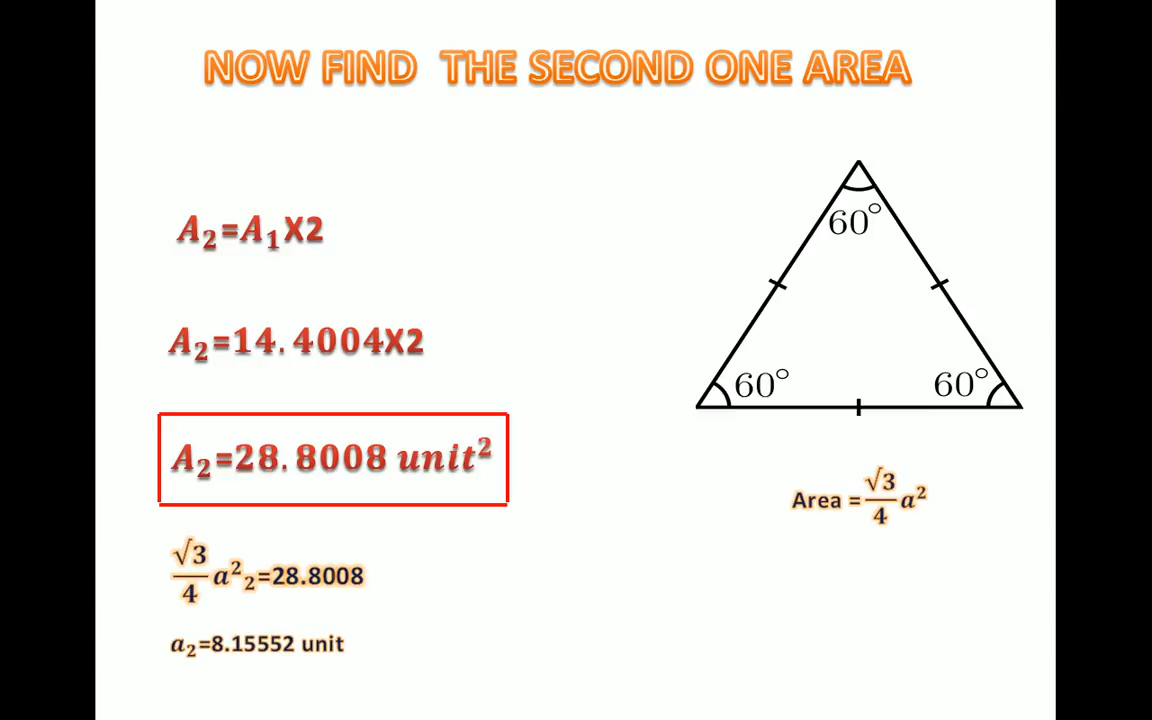 NOW FIND THE SECOND ONE AREA
A₂=A₁X2
A₂=14.4004X2
A₂=28.8008 unit²
√3/4 a²₂=28.8008
a₂=8.15552 unit
60°
60°
60°
Area =√3/4 a²